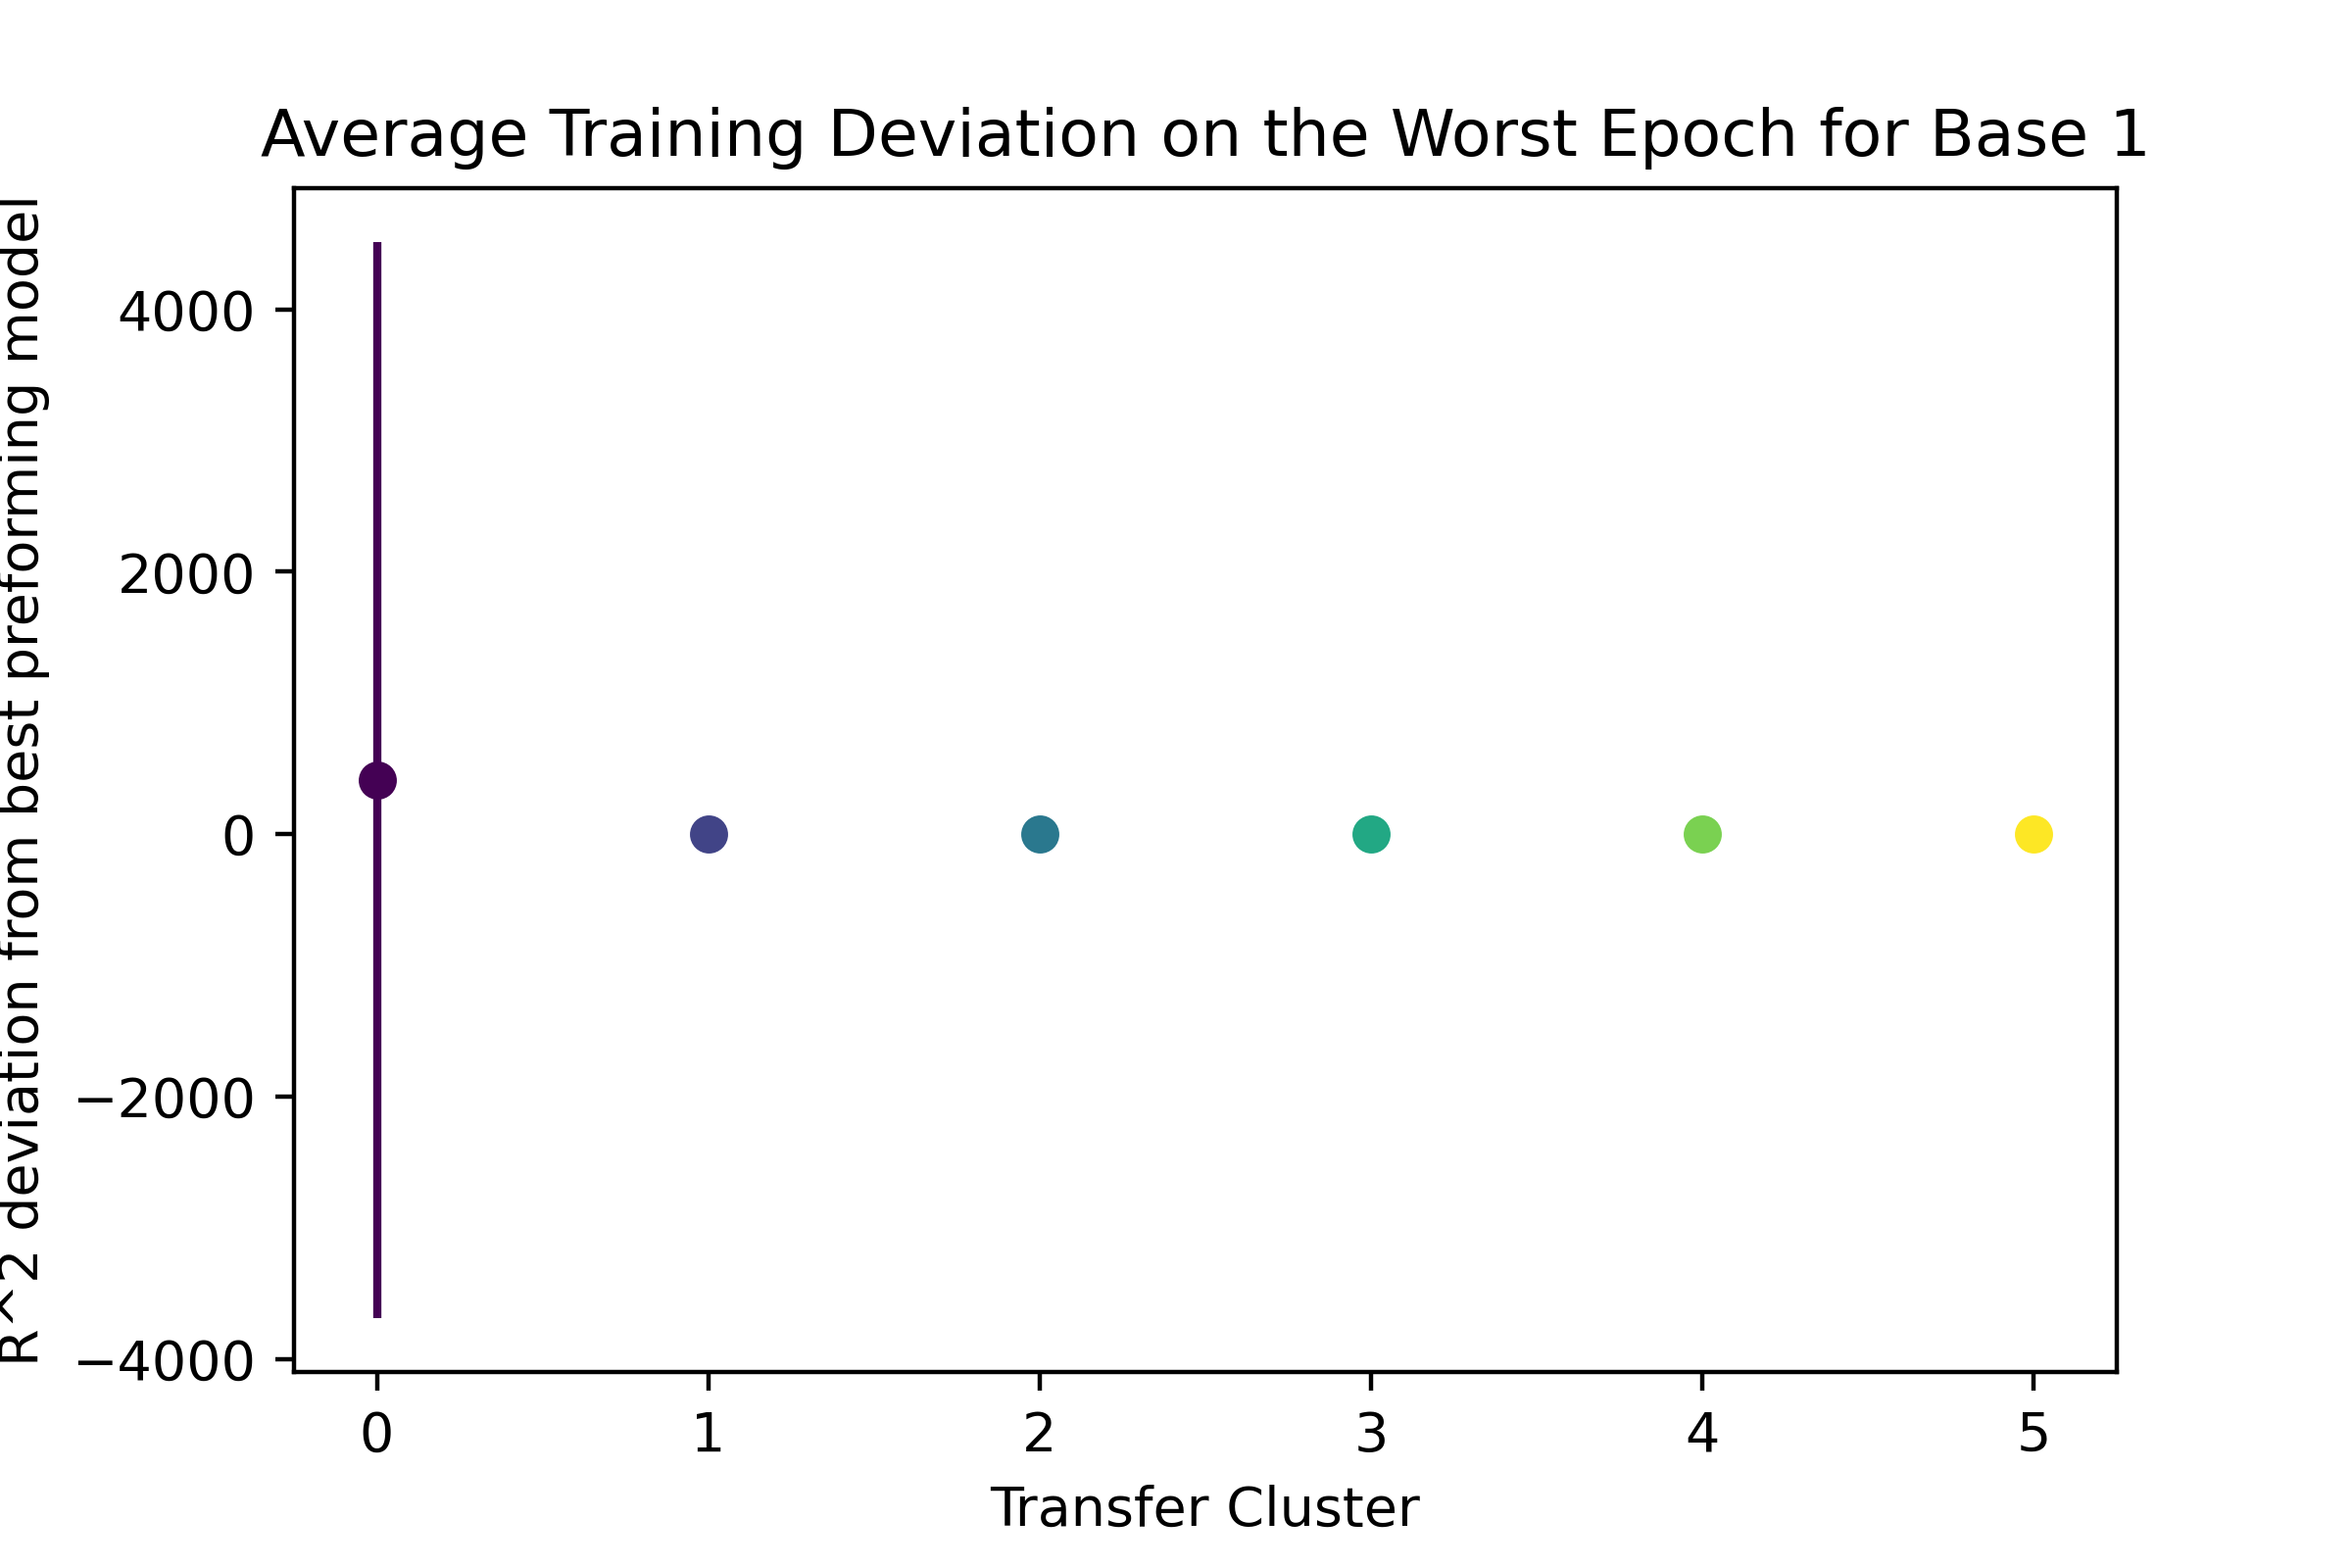 Average Training Deviation on the Worst Epoch for Base 1
R^2 deviation from best preforming model
4000
2000
0
−2000
−4000
0 1 2 3 4 5
Transfer Cluster